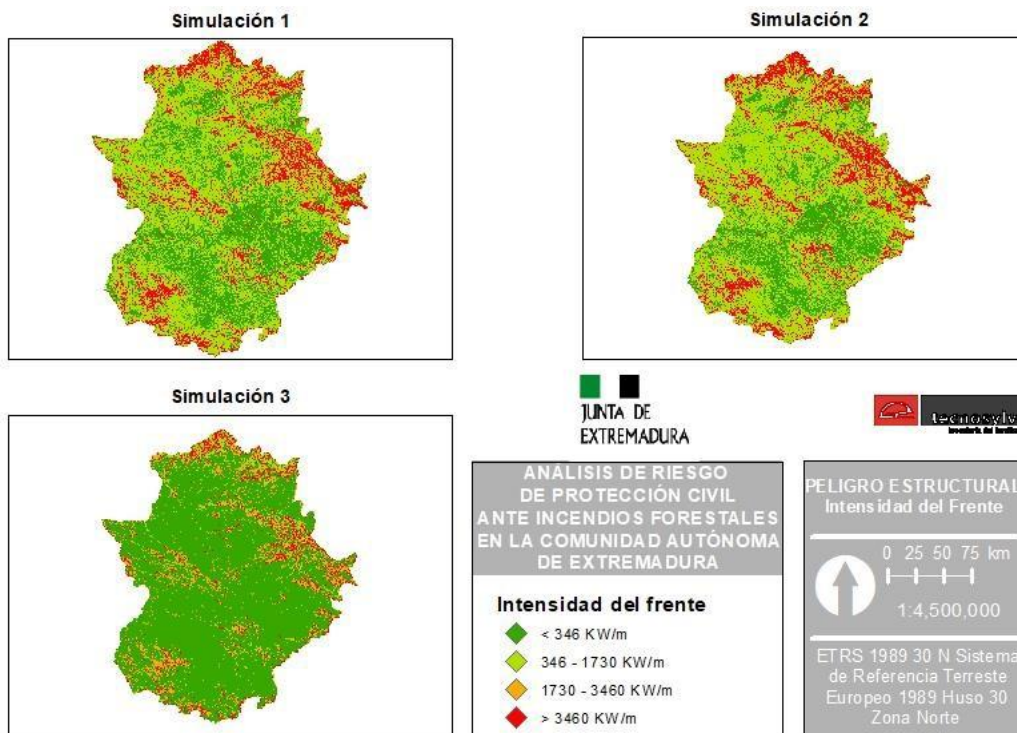 Simulación 1
Simulación 2
Simulación 3
JUNTA DE
EXTREMADURA
tecnosylv
ANÁLISIS DE RIESGO
DE PROTECCIÓN CIVIL
ANTE INCENDIOS FORESTALES
EN LA COMUNIDAD AUTÓNOMA
DE EXTREMADURA
Intensidad del frente
< 346 KW/m
346 - 1730 KW/m
1730 - 3460 KW/m
> 3460 KW/m
PELIGRO ESTRUCTURAL
Intensidad del Frente
0 25 50 75 km
1:4,500,000
ETRS 1989 30 N Sistema
de Referencia Terreste
Europeo 1989 Huso 30
Zona Norte